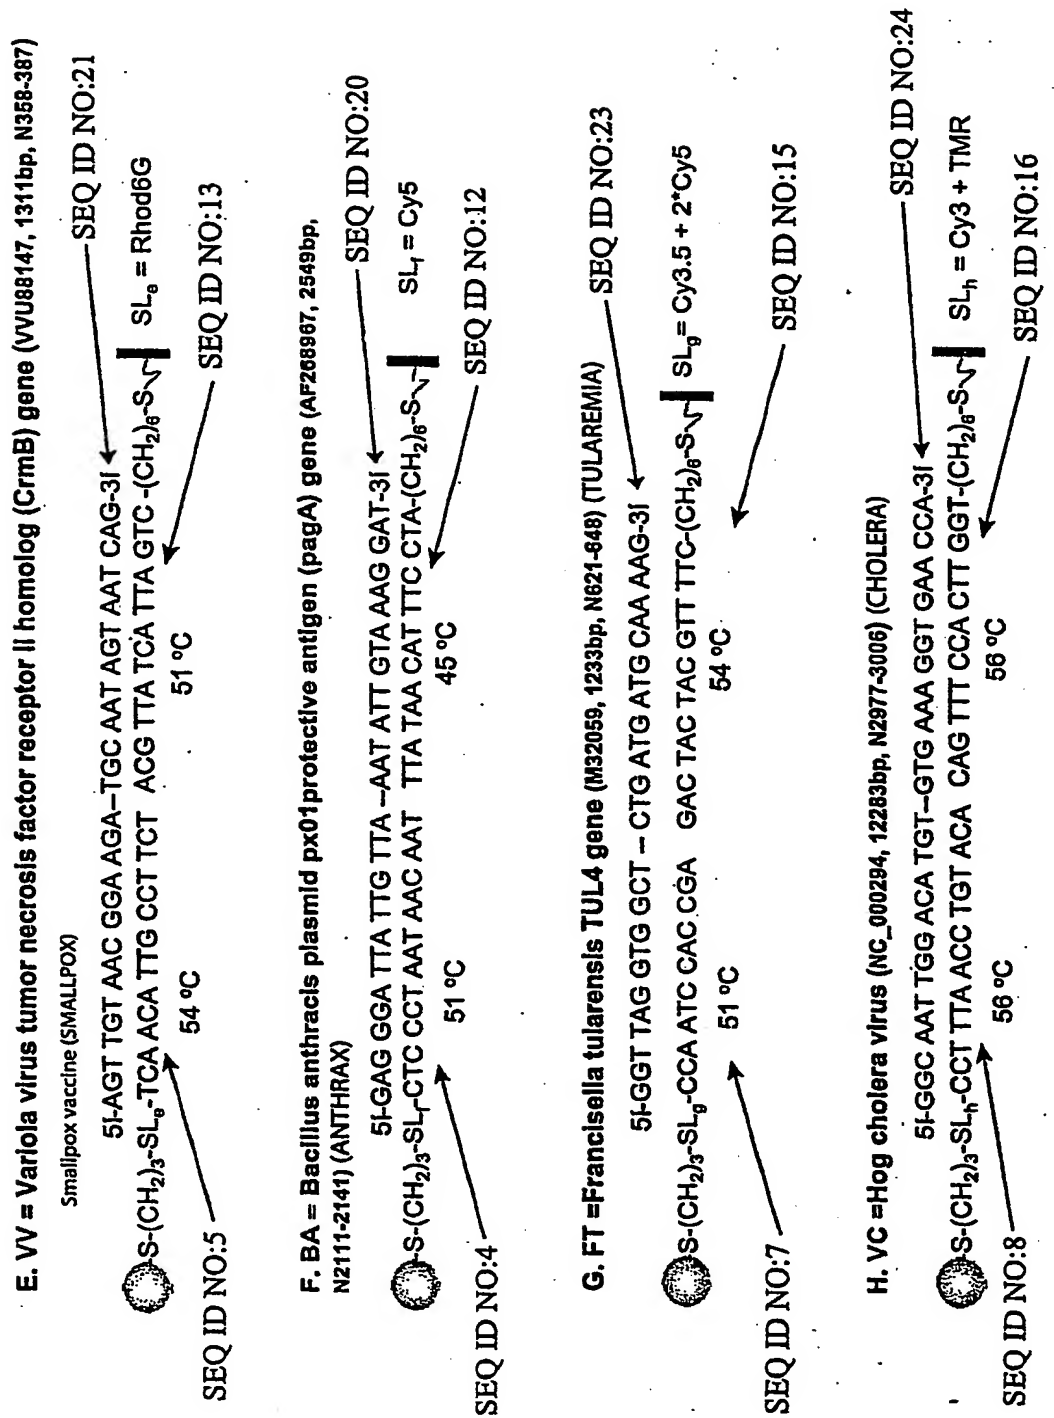 E. VV = Variola virus tumor necrosis factor receptor II homolog (CrmB) gene (VVU88147, 1311bp, N358-387)
Smallpox vaccine (SMALLPOX)
SEQ ID NO:21
5I-AGT TGT AAC GGA AGA–TGC AAT AGT AAT CAG-3I
S-(CH2)3-SLe-TCA ACA TTG CCT TCT ACG TTA TCA TTA GTC -(CH2)6-S SLe = Rhod6G
54 ºC 51 ºC
SEQ ID NO:5 SEQ ID NO:13
F. BA = Bacillus anthracis plasmid px01protective antigen (pagA) gene (AF268967, 2549bp,
N2111-2141) (ANTHRAX)
SEQ ID NO:20
5I-GAG GGA TTA TTG TTA –AAT ATT GTA AAG GAT-3I
S-(CH2)3-SLf-CTC CCT AAT AAC AAT TTA TAA CAT TTC CTA-(CH2)6-S SLf = Cy5
51 ºC 45 ºC
SEQ ID NO:4 SEQ ID NO:12
G. FT =Francisella tularensis TUL4 gene (M32059, 1233bp, N621-648) (TULAREMIA)
SEQ ID NO:23
5I-GGT TAG GTG GCT – CTG ATG ATG CAA AAG-3I
S-(CH2)3-SLg-CCA ATC CAC CGA GAC TAC TAC GTT TTC-(CH2)6-S SLg= Cy3.5 + 2*Cy5
51 ºC 54 ºC
SEQ ID NO:7 SEQ ID NO:15
H. VC =Hog cholera virus (NC_000294, 12283bp, N2977-3006) (CHOLERA)
SEQ ID NO:24
5I-GGC AAT TGG ACA TGT–GTG AAA GGT GAA CCA-3I
S-(CH2)3-SLh-CCT TTA ACC TGT ACA CAG TTT CCA CTT GGT-(CH2)6-S SLh = Cy3 + TMR
56 ºC 56 ºC
SEQ ID NO:8 SEQ ID NO:16